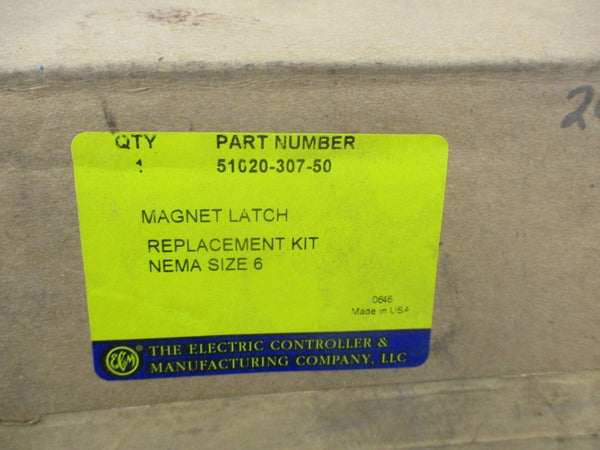 QTY PART NUMBER
1 51020-307-50
MAGNET LATCH
REPLACEMENT KIT
NEMA SIZE 6
0646
Made in USA
EC&M ® THE ELECTRIC CONTROLLER &
MANUFACTURING COMPANY, LLC